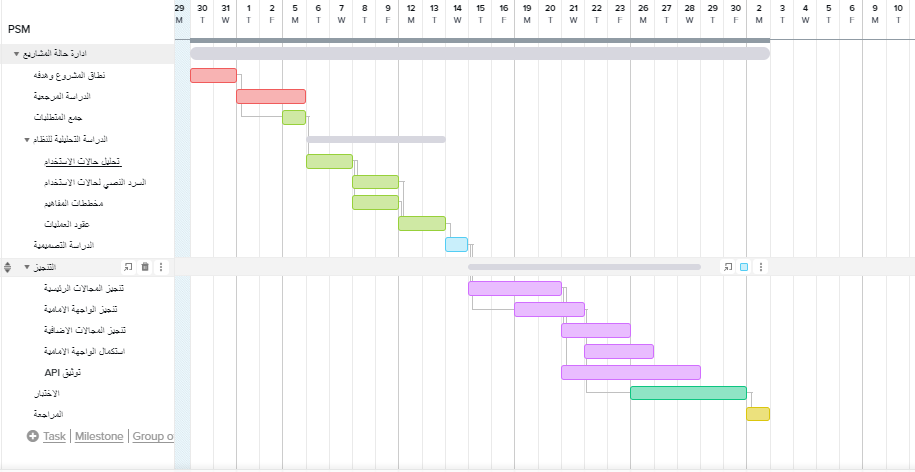 29 30 31 1 2 5 6 7 8 9 12 13 14 15 16 19 20 21 22 23 26 27 28 29 30 2 3 4 9 10
M T W T F M T W T F M T W T F M T W T F M T W T F M T W M T
PSM
ادارة حالة المشاريع
نطاق المشروع وهدفه
الدراسة المرجعية
جمع المتطلبات
الدراسة التحليلية للنظام
تحليل حالات الاستخدام
السرد النصي لحالات الاستخدام
مخططات المفاهيم
عقود العمليات
الدراسة التصميمية
التنجيز
تنجيز المجالات الرئيسية
تنجيز الواجهة الامامية
تنجيز المجالات الاضافية
استكمال الواجهة الامامية
توثيق API
الاختبار
المراجعة
Task | Milestone | Group o